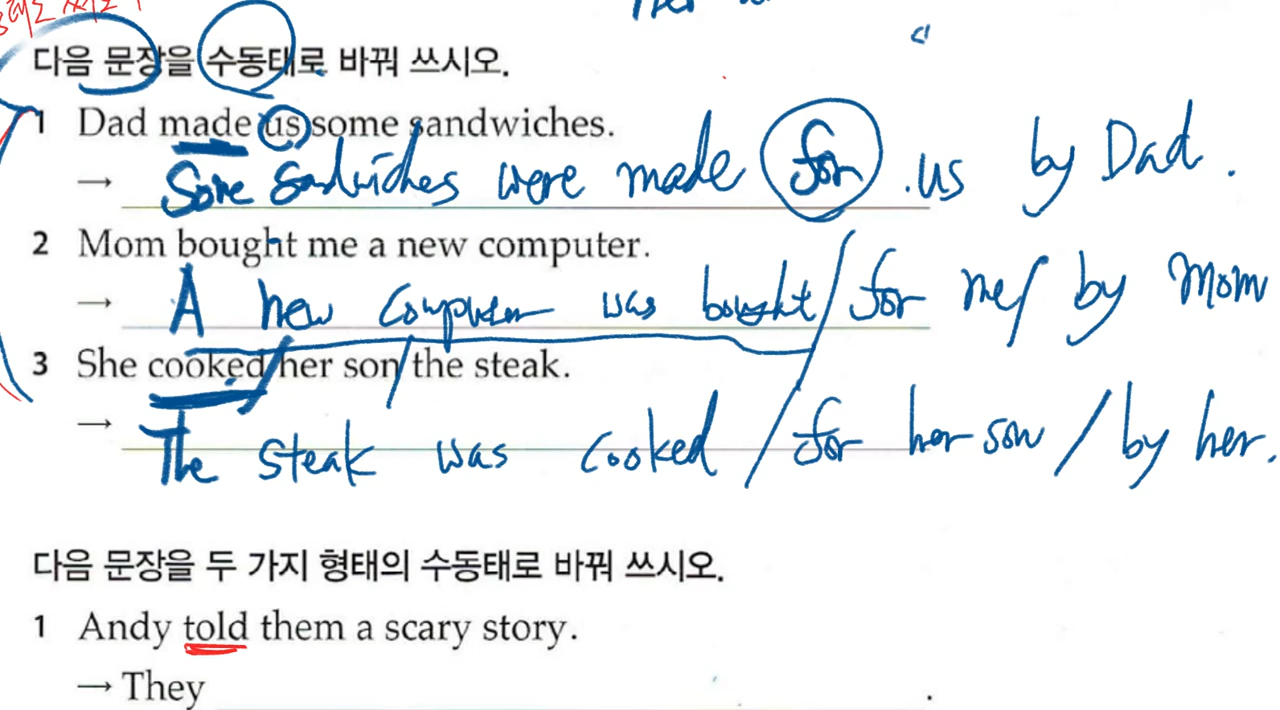 다음 문장을 수동태로 바꿔 쓰시오.
1 Dad made us some sandwiches.
→ Some sandwiches were made for us by Dad.
2 Mom bought me a new computer.
→ A new computer was bought / for me / by Mom
3 She cooked / her son / the steak.
→ The steak was cooked / for her son / by her.
다음 문장을 두 가지 형태의 수동태로 바꿔 쓰시오.
1 Andy told them a scary story.
→ They .